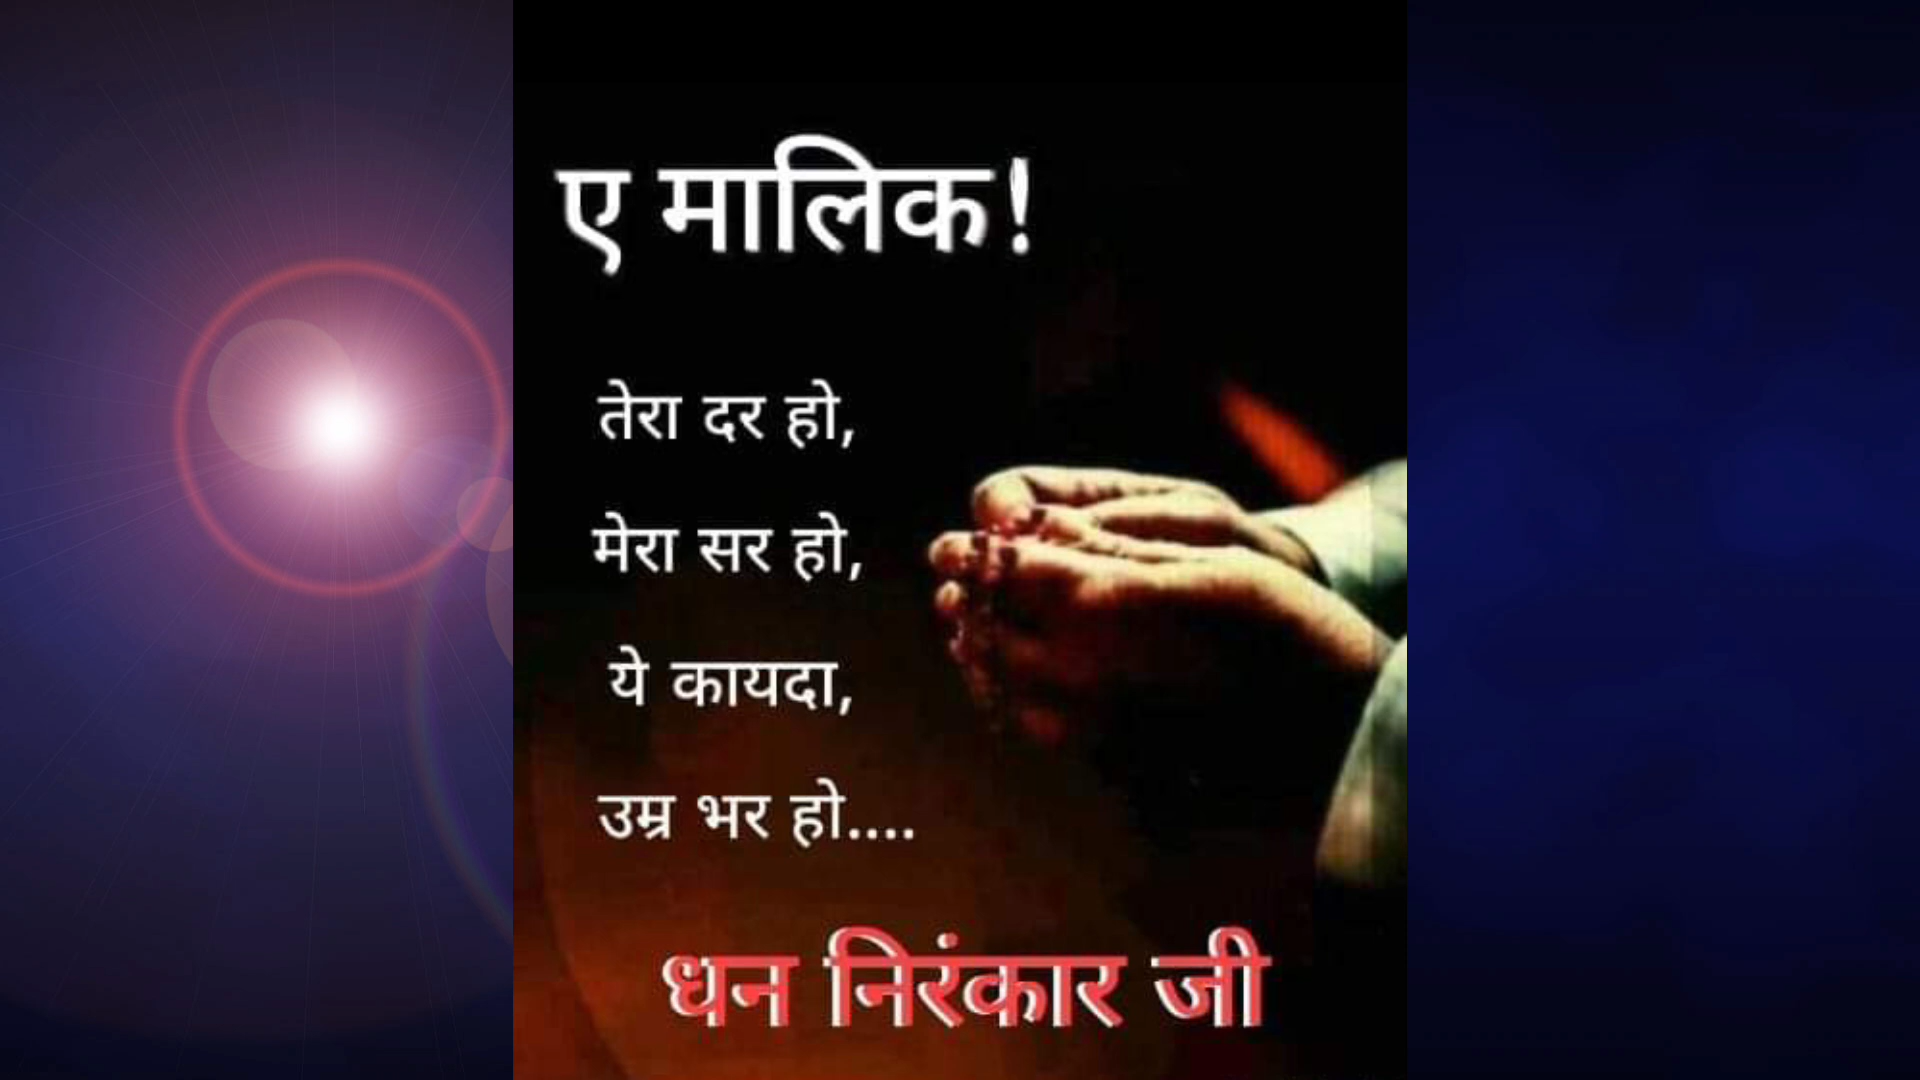 ए मालिक!
तेरा दर हो,
मेरा सर हो,
ये कायदा,
उम्र भर हो....
धन निरंकार जी